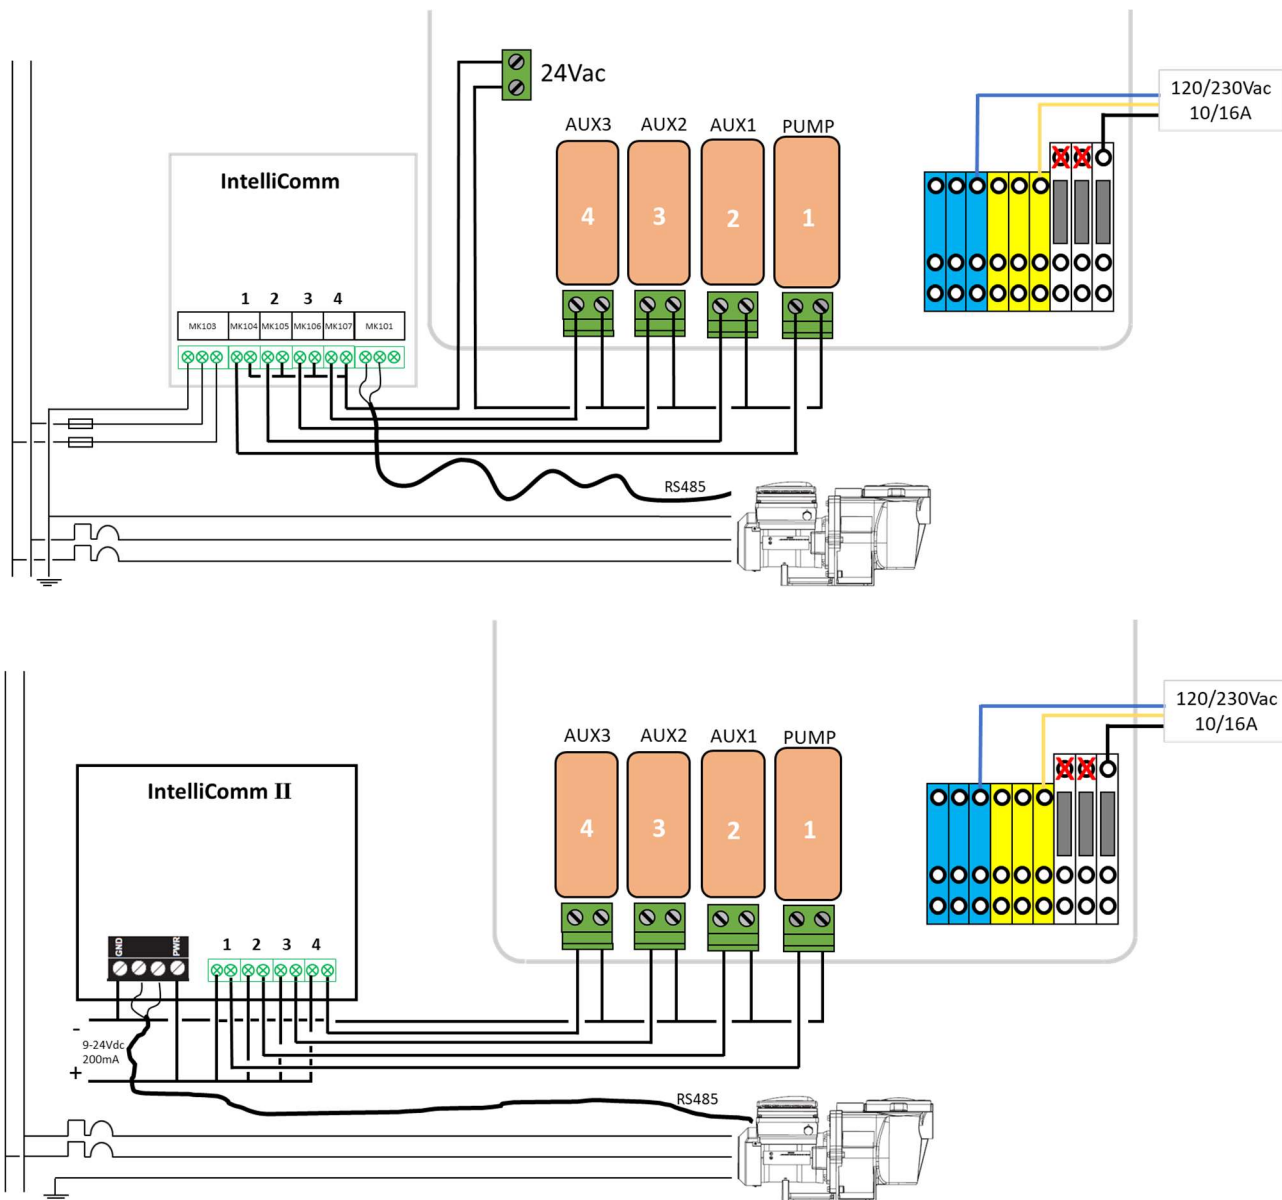 24Vac
120/230Vac
10/16A
AUX3 AUX2 AUX1 PUMP
IntelliComm
4 3 2 1
1 2 3 4
MK103 MK104 MK105 MK106 MK107 MK101
RS485
120/230Vac
10/16A
AUX3 AUX2 AUX1 PUMP
IntelliComm II
4 3 2 1
GND PWR
1 2 3 4
-
9-24Vdc
200mA
+
RS485